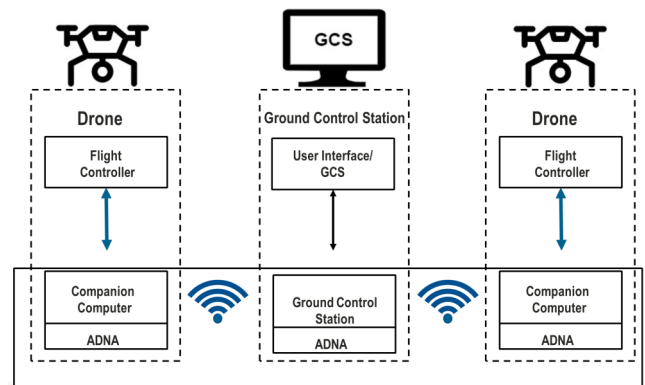 GCS
Drone
Flight
Controller
Companion
Computer
ADNA
Ground Control Station
User Interface/
GCS
Ground Control
Station
ADNA
Drone
Flight
Controller
Companion
Computer
ADNA